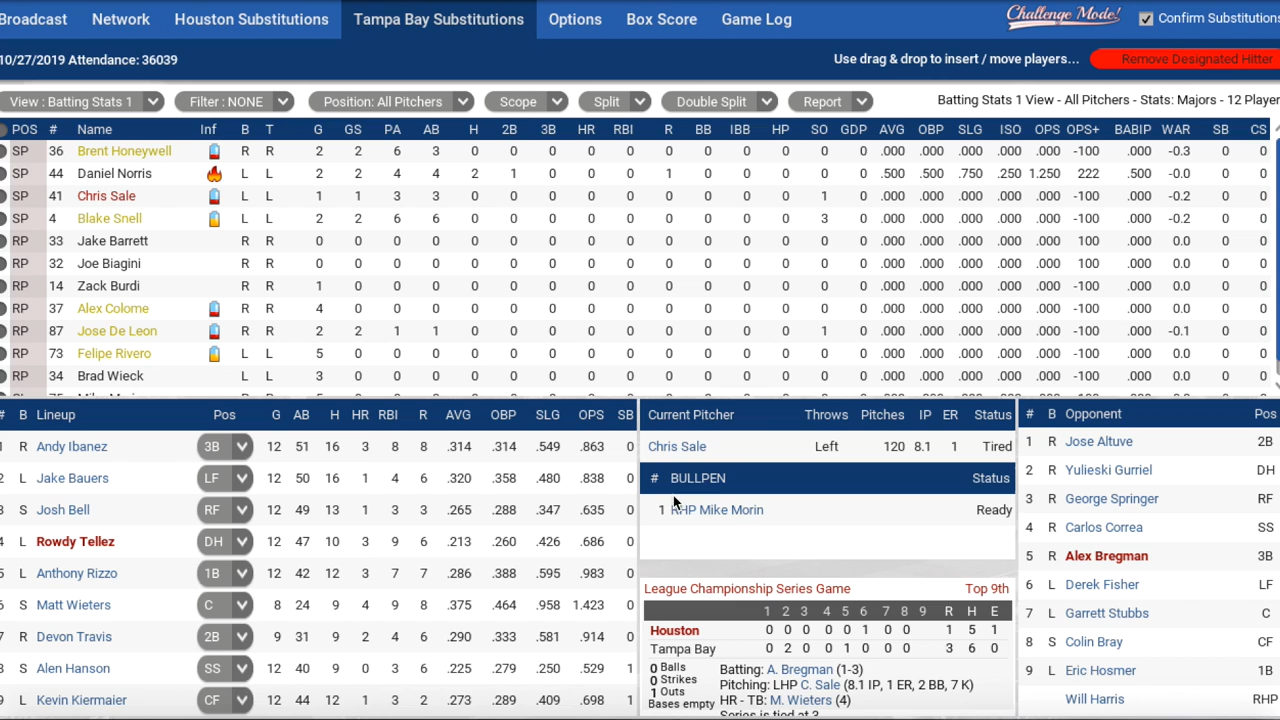 Broadcast Network Houston Substitutions Tampa Bay Substitutions Options Box Score Game Log Challenge Mode! Confirm Substitutions
10/27/2019 Attendance: 36039 Use drag & drop to insert / move players... Remove Designated Hitter
View : Batting Stats 1 Filter : NONE Position: All Pitchers Scope Split Double Split Report Batting Stats 1 View - All Pitchers - Stats: Majors - 12 Player
POS # Name Inf B T G GS PA AB H 2B 3B HR RBI R BB IBB HP SO GDP AVG OBP SLG ISO OPS OPS+ BABIP WAR SB CS
SP 36 Brent Honeywell R R 2 2 6 3 0 0 0 0 0 0 0 0 0 0 0 .000 .000 .000 .000 .000 -100 .000 -0.3 0 0
SP 44 Daniel Norris L L 2 2 4 4 2 1 0 0 0 1 0 0 0 0 0 .500 .500 .750 .250 1.250 222 .500 -0.0 0 0
SP 41 Chris Sale L L 1 1 3 3 0 0 0 0 0 0 0 0 0 1 0 .000 .000 .000 .000 .000 -100 .000 -0.2 0 0
SP 4 Blake Snell L L 2 2 6 6 0 0 0 0 0 0 0 0 0 3 0 .000 .000 .000 .000 .000 -100 .000 -0.2 0 0
RP 33 Jake Barrett R R 0 0 0 0 0 0 0 0 0 0 0 0 0 0 0 .000 .000 .000 .000 .000 100 .000 0.0 0 0
RP 32 Joe Biagini R R 0 0 0 0 0 0 0 0 0 0 0 0 0 0 0 .000 .000 .000 .000 .000 100 .000 0.0 0 0
RP 14 Zack Burdi R R 1 0 0 0 0 0 0 0 0 0 0 0 0 0 0 .000 .000 .000 .000 .000 -100 .000 0.0 0 0
RP 37 Alex Colome R R 4 0 0 0 0 0 0 0 0 0 0 0 0 0 0 .000 .000 .000 .000 .000 -100 .000 0.0 0 0
RP 87 Jose De Leon R R 2 2 1 1 0 0 0 0 0 0 0 0 0 1 0 .000 .000 .000 .000 .000 -100 .000 -0.1 0 0
RP 73 Felipe Rivero L L 5 0 0 0 0 0 0 0 0 0 0 0 0 0 0 .000 .000 .000 .000 .000 -100 .000 0.0 0 0
RP 34 Brad Wieck L L 3 0 0 0 0 0 0 0 0 0 0 0 0 0 0 .000 .000 .000 .000 .000 -100 .000 0.0 0 0
# B Lineup Pos G AB H HR RBI R AVG OBP SLG OPS SB
1 R Andy Ibanez 3B 12 51 16 3 8 8 .314 .314 .549 .863 0
2 L Jake Bauers LF 12 50 16 1 4 6 .320 .358 .480 .838 0
3 S Josh Bell RF 12 49 13 1 3 3 .265 .288 .347 .635 0
4 L Rowdy Tellez DH 12 47 10 3 9 6 .213 .260 .426 .686 0
5 L Anthony Rizzo 1B 12 42 12 3 7 7 .286 .388 .595 .983 0
6 S Matt Wieters C 8 24 9 4 9 8 .375 .464 .958 1.423 0
7 R Devon Travis 2B 9 31 9 2 4 6 .290 .333 .581 .914 0
8 S Alen Hanson SS 12 40 9 0 3 6 .225 .279 .250 .529 1
9 L Kevin Kiermaier CF 12 44 12 1 3 2 .273 .289 .409 .698 0
Current Pitcher Throws Pitches IP ER Status
Chris Sale Left 120 8.1 1 Tired
# BULLPEN Status
1 RHP Mike Morin Ready
League Championship Series Game Top 9th
1 2 3 4 5 6 7 8 9 R H E
Houston 0 0 0 0 0 1 0 0 1 5 1
Tampa Bay 0 2 0 0 1 0 0 0 3 6 0
0 Balls
0 Strikes
1 Outs
Bases empty
Batting: A. Bregman (1-3)
Pitching: LHP C. Sale (8.1 IP, 1 ER, 2 BB, 7 K)
HR - TB: M. Wieters (4)
Series is tied at 3
# B Opponent Pos
1 R Jose Altuve 2B
2 R Yulieski Gurriel DH
3 R George Springer RF
4 R Carlos Correa SS
5 R Alex Bregman 3B
6 L Derek Fisher LF
7 L Garrett Stubbs C
8 S Colin Bray CF
9 L Eric Hosmer 1B
Will Harris RHP